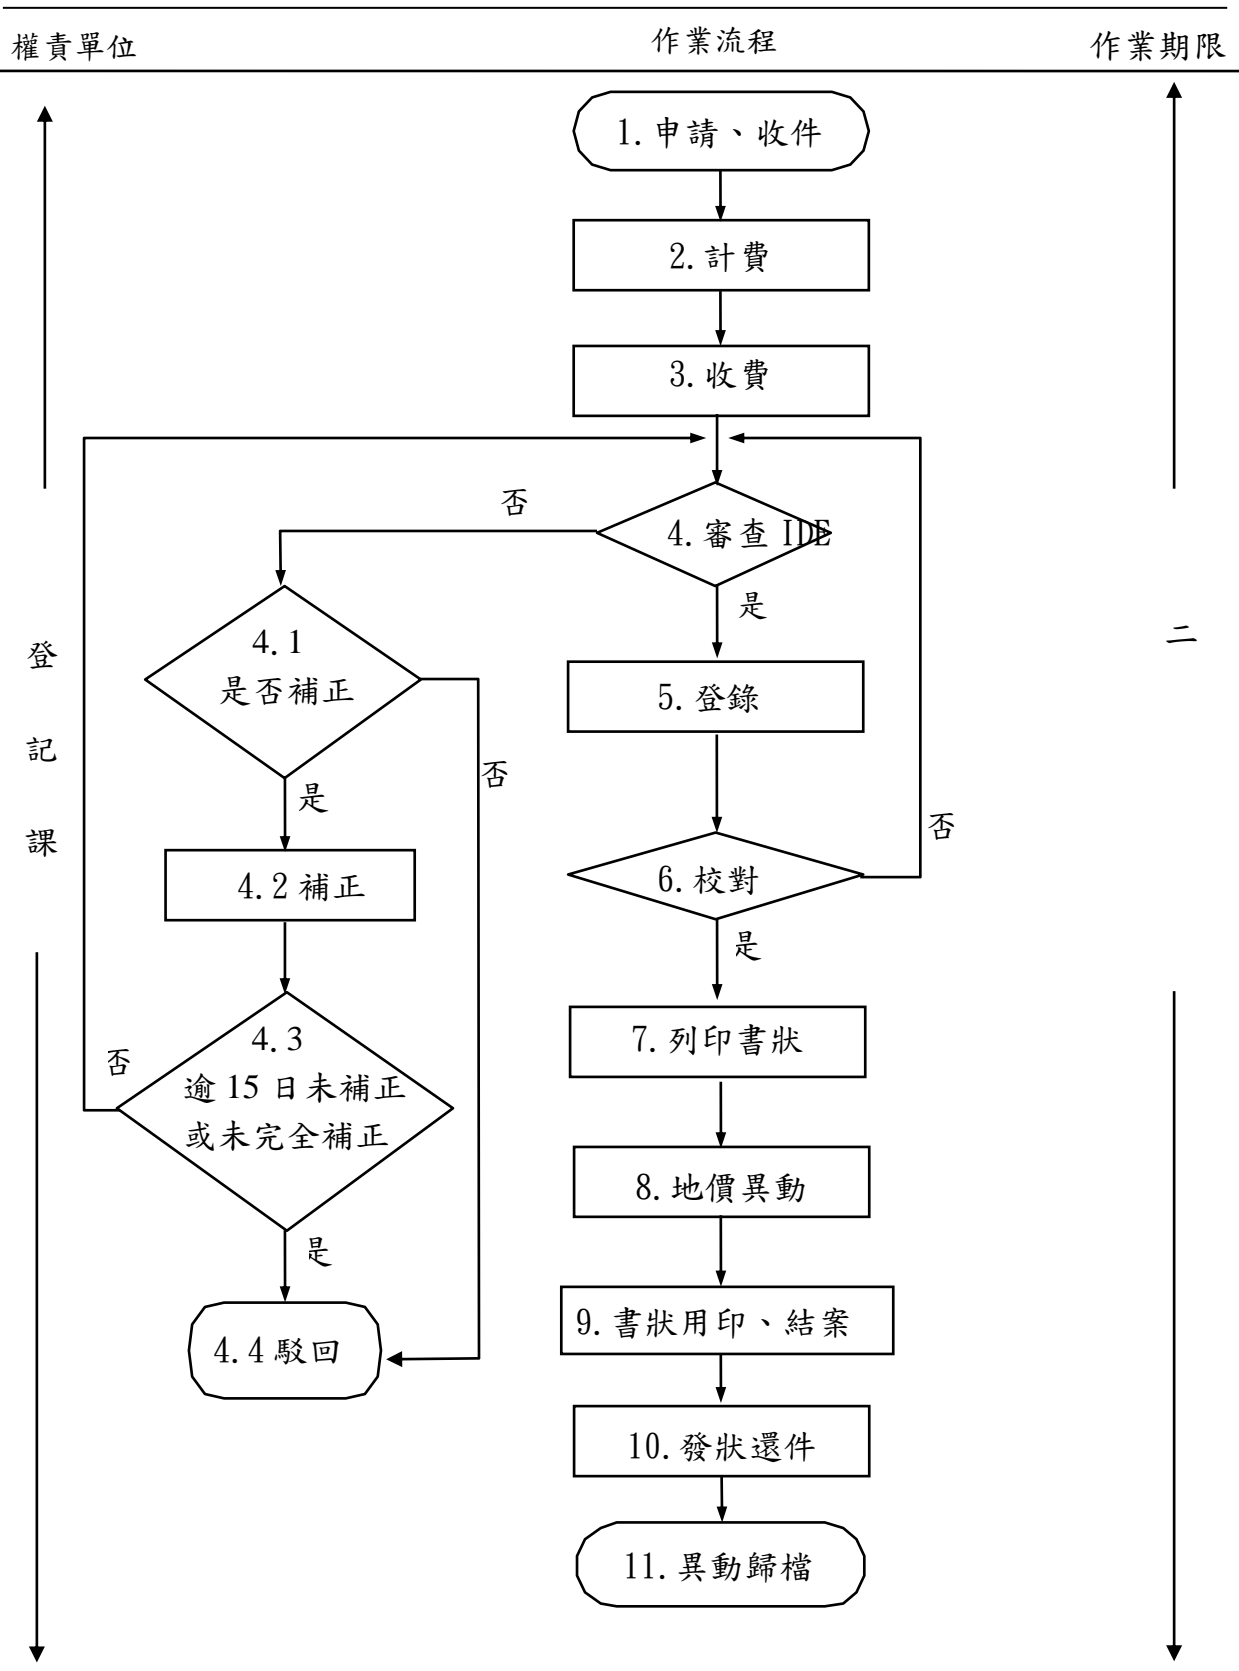 權責單位 作業流程 作業期限
1.申請、收件
2.計費
3.收費
否
4.審查 IDE
是
4.1
是否補正
5.登錄
登
記
課
二
否
是
否
4.2 補正
6.校對
是
4.3
逾 15 日未補正
或未完全補正
否
7.列印書狀
8.地價異動
是
9.書狀用印、結案
4.4 駁回
10.發狀還件
11.異動歸檔